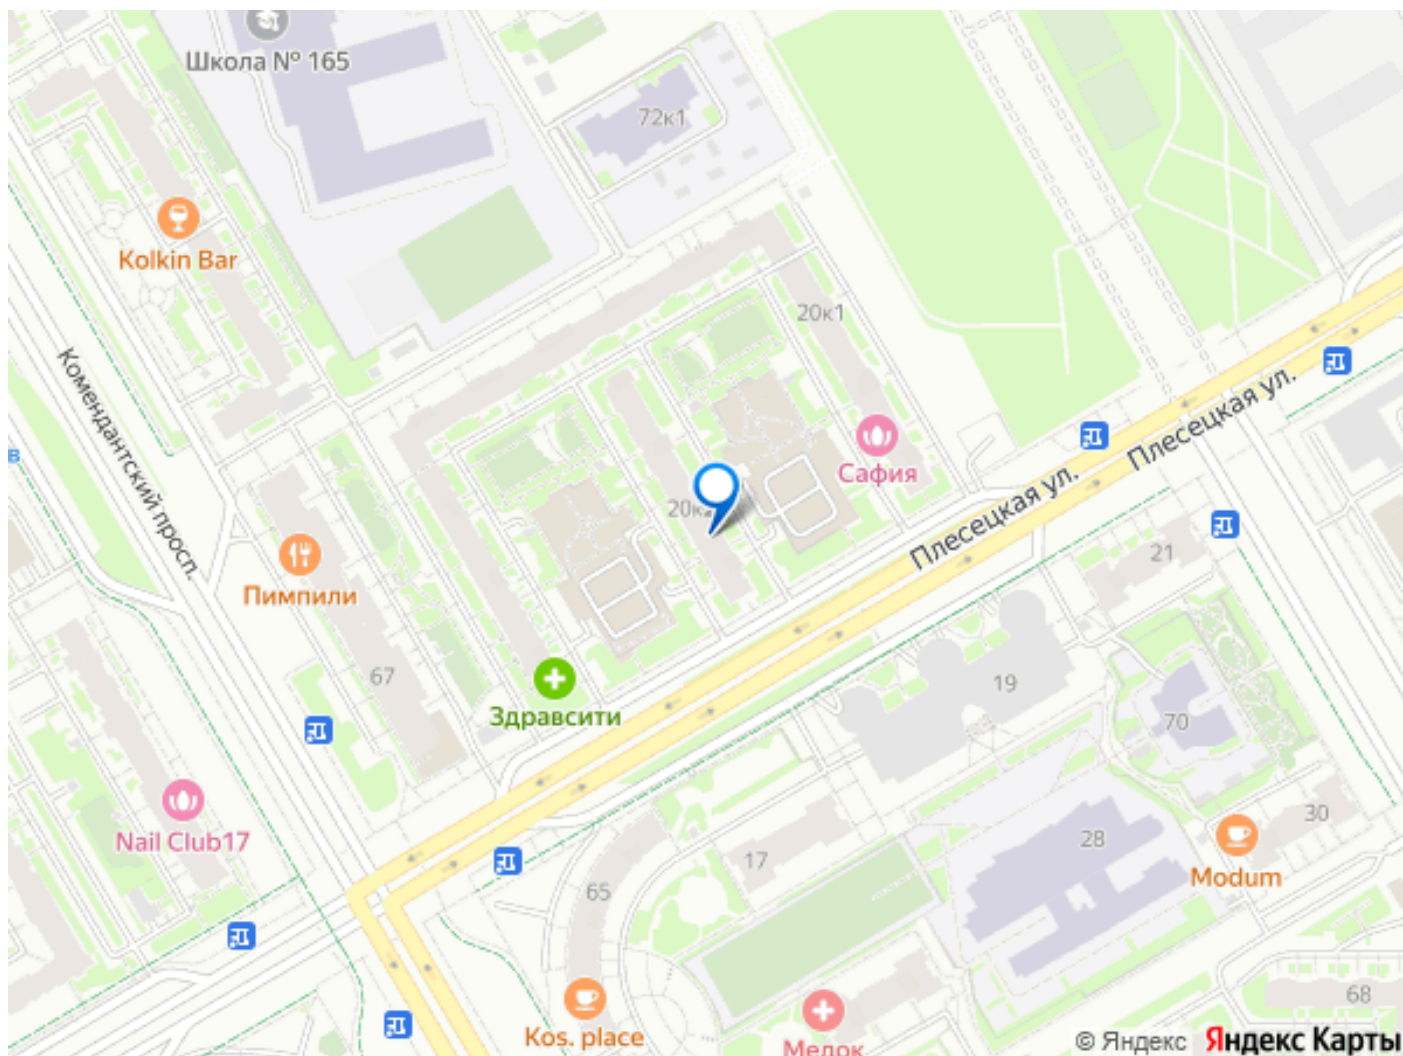 Школа № 165
72к1
Kolkin Bar
20к1
Комендантский просп.
Плесецкая ул.
Сафия
в
20к
Плесецкая ул.
21
Пимпили
67
19
Здравсити
70
Nail Club17
17
28
30
65
Modum
Kos. place
Медок
68
© Яндекс Яндекс Карты